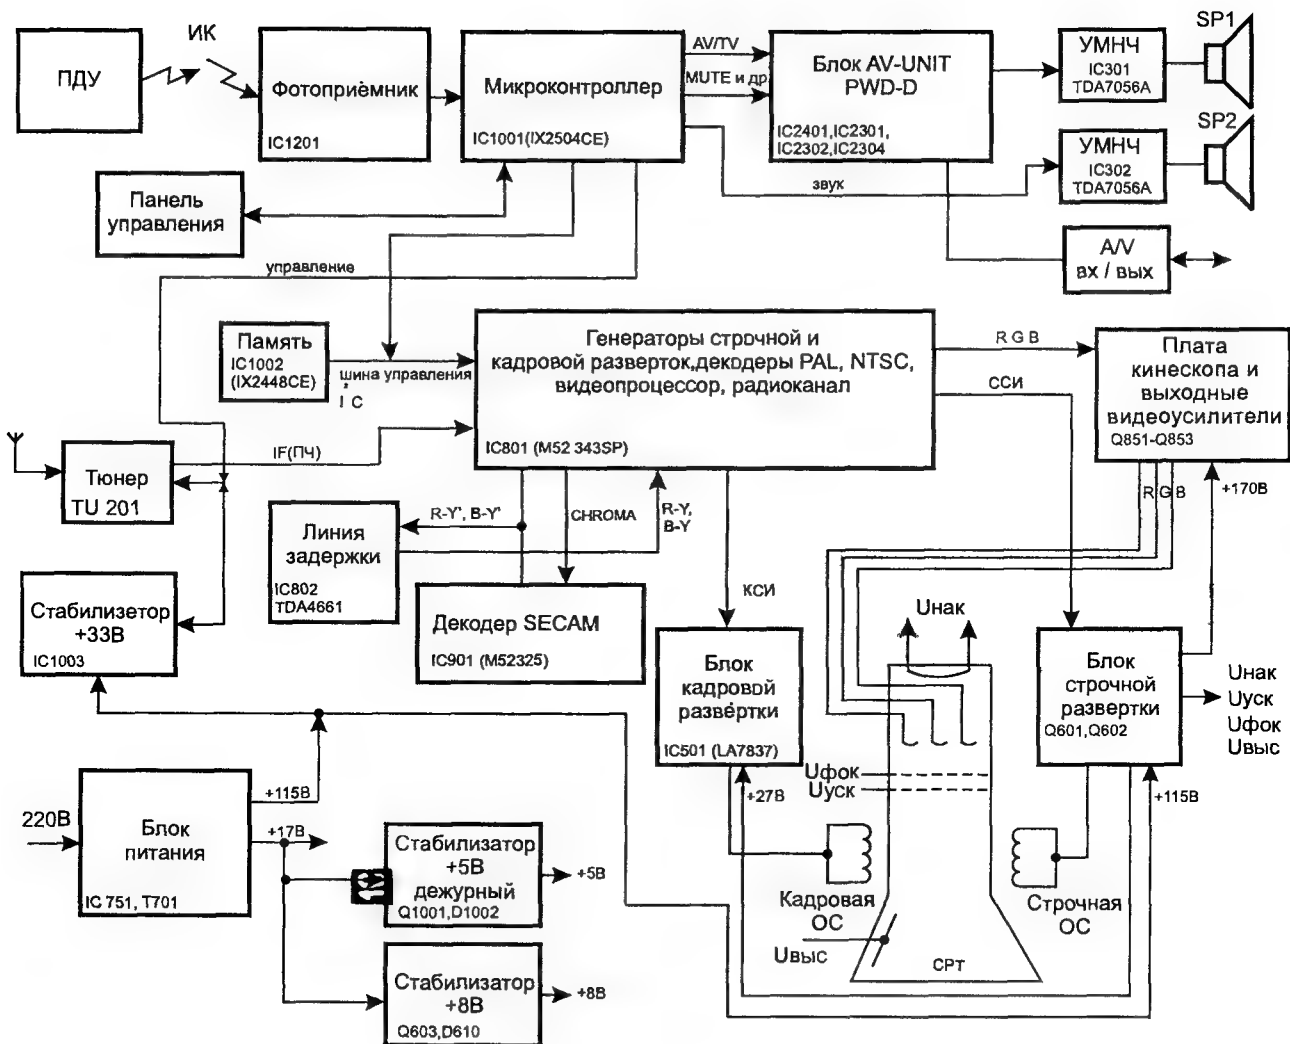 ПДУ
ИК
Фотоприёмник
IC1201
Микроконтроллер
IC1001(IX2504CE)
AV/TV
MUTE и др
Блок AV-UNIT
PWD-D
IC2401,IC2301,
IC2302,IC2304
УМНЧ
IC301
TDA7056A
SP1
УМНЧ
IC302
TDA7056A
SP2
звук
Панель
управления
A/V
вх / вых
управление
Память
IC1002
(IX2448CE)
шина управления
I²C
Генераторы строчной и
кадровой разверток,декодеры PAL, NTSC,
видеопроцессор, радиоканал
IC801 (M52 343SP)
R G B
ССИ
Плата
кинескопа и
выходные
видеоусилители
Q851-Q853
R G B
+170В
Тюнер
TU 201
IF(ПЧ)
Линия
задержки
IC802
TDA4661
R-Y', B-Y'
CHROMA
R-Y,
B-Y
Декодер SECAM
IC901 (M52325)
КСИ
Стабилизетор
+33В
IC1003
Блок
кадровой
развёртки
IC501 (LA7837)
Uнак
Блок
строчной
развертки
Q601,Q602
Uнак
Uуск
Uфок
Uвыс
Uфок
Uуск
+27В
+115В
220В
Блок
питания
IC 751, T701
+115В
+17В
Стабилизатор
+5В
дежурный
Q1001,D1002
+5В
Стабилизатор
+8В
Q603,D610
+8В
Кадровая
ОС
Строчная
ОС
Uвыс
CPT